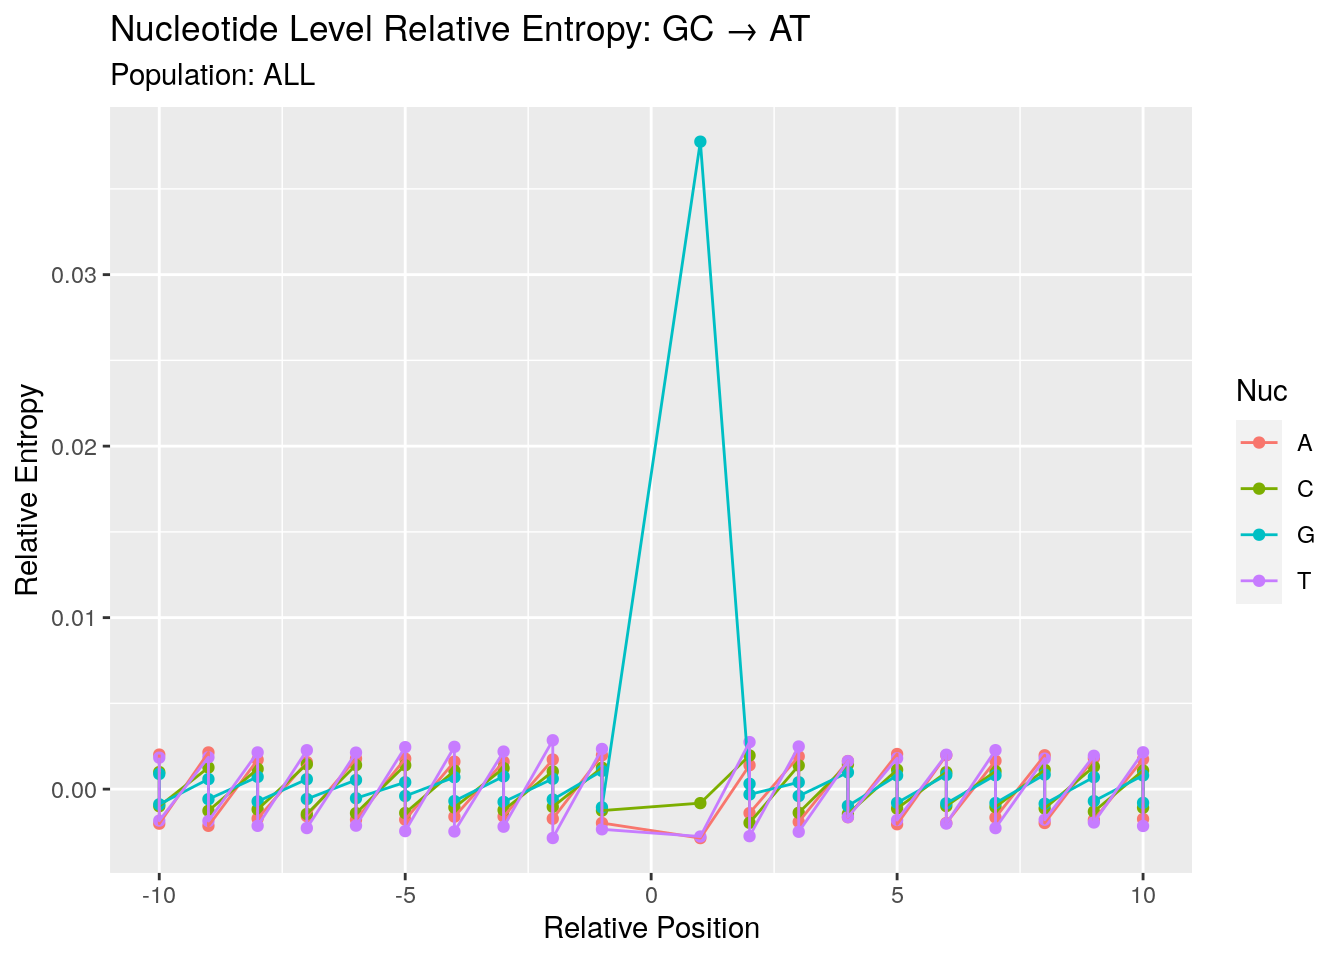 Nucleotide Level Relative Entropy: GC → AT
Population: ALL
Relative Entropy
0.03
0.02
0.01
0.00
-10
-5
0
5
10
Relative Position
Nuc
A
C
G
T